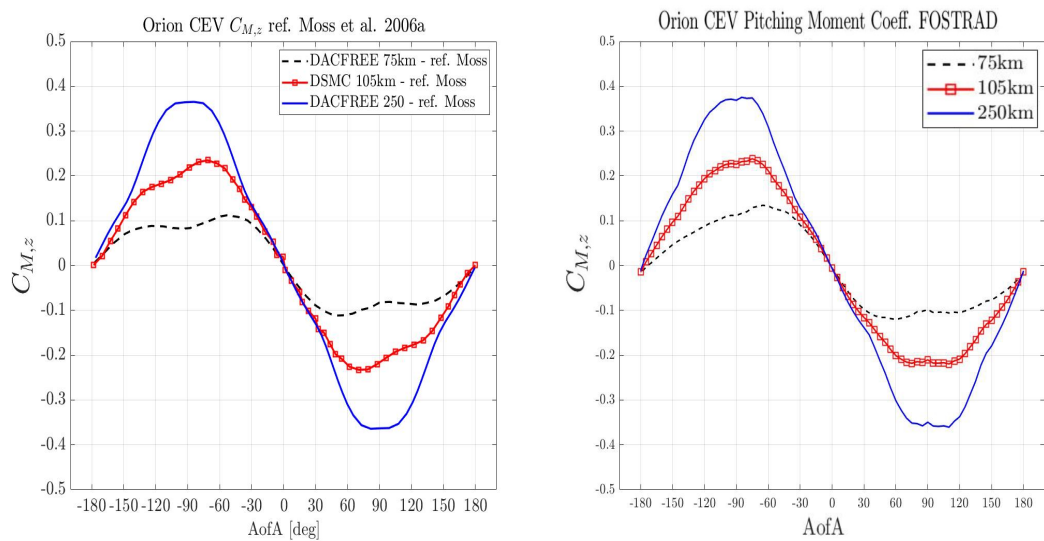 Orion CEV C_{M,z} ref. Moss et al. 2006a
0.5
0.4
0.3
0.2
0.1
0
-0.1
-0.2
-0.3
-0.4
0.5
C_{M,z}
-180 -150 -120 -90 -60 -30 0 30 60 90 120 150 180 200
AofA [deg]
DACFREE 75km - ref. Moss
DSMC 105km - ref. Moss
DACFREE 250 - ref. Moss
Orion CEV Pitching Moment Coeff. FOSTRAD
0.5
0.4
0.3
0.2
0.1
0
-0.1
-0.2
-0.3
-0.4
-0.5
C_{M,z}
-180 -150 -120 -90 -60 -30 0 30 60 90 120 150 180
AofA
75km
105km
250km